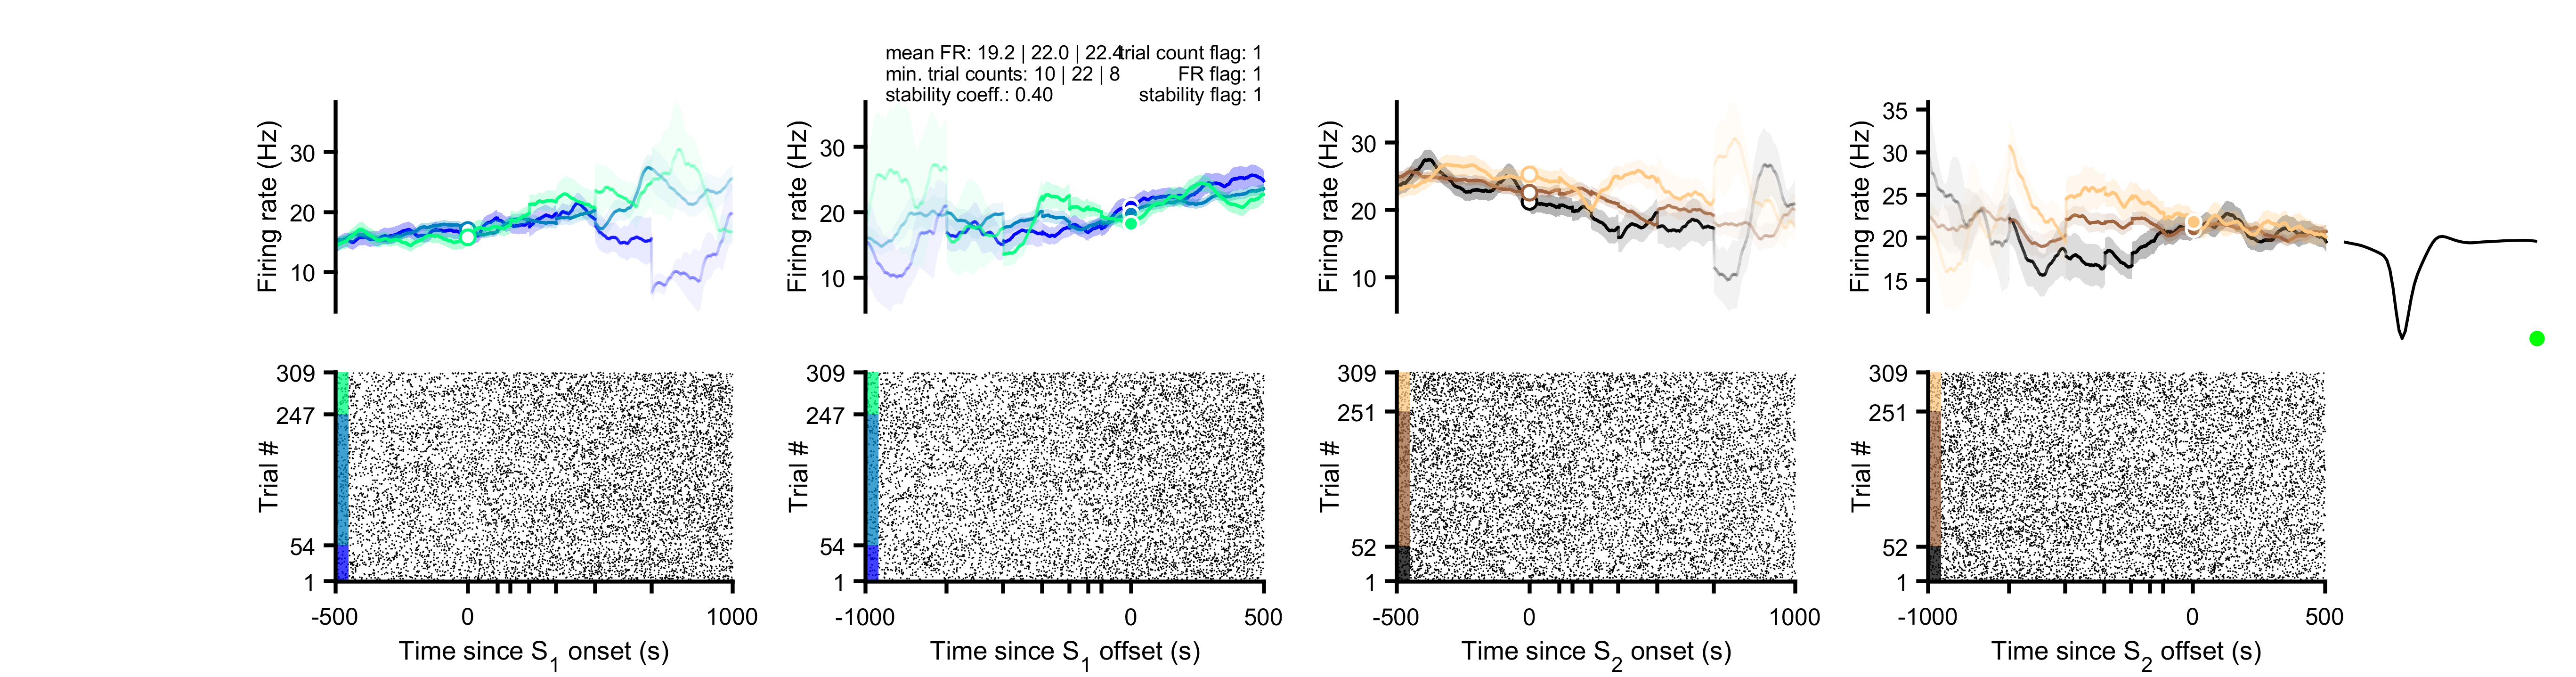 mean FR: 19.2 | 22.0 | 22.4
trial count flag: 1
min. trial counts: 10 | 22 | 8
FR flag: 1
stability coeff.: 0.40
stability flag: 1
Firing rate (Hz)
30
20
10
Firing rate (Hz)
30
20
10
Firing rate (Hz)
30
20
10
Firing rate (Hz)
35
30
25
20
15
Trial #
309
247
54
1
Trial #
309
247
54
1
Trial #
309
251
52
1
Trial #
309
251
52
1
-500 0 1000
-1000 0 500
-500 0 1000
-1000 0 500
Time since S1 onset (s)
Time since S1 offset (s)
Time since S2 onset (s)
Time since S2 offset (s)